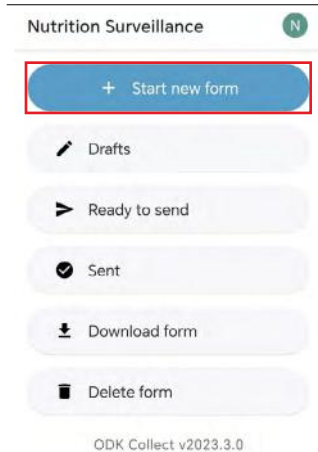 Nutrition Surveillance N
+ Start new form
Drafts
Ready to send
Sent
Download form
Delete form
ODK Collect v2023.3.0